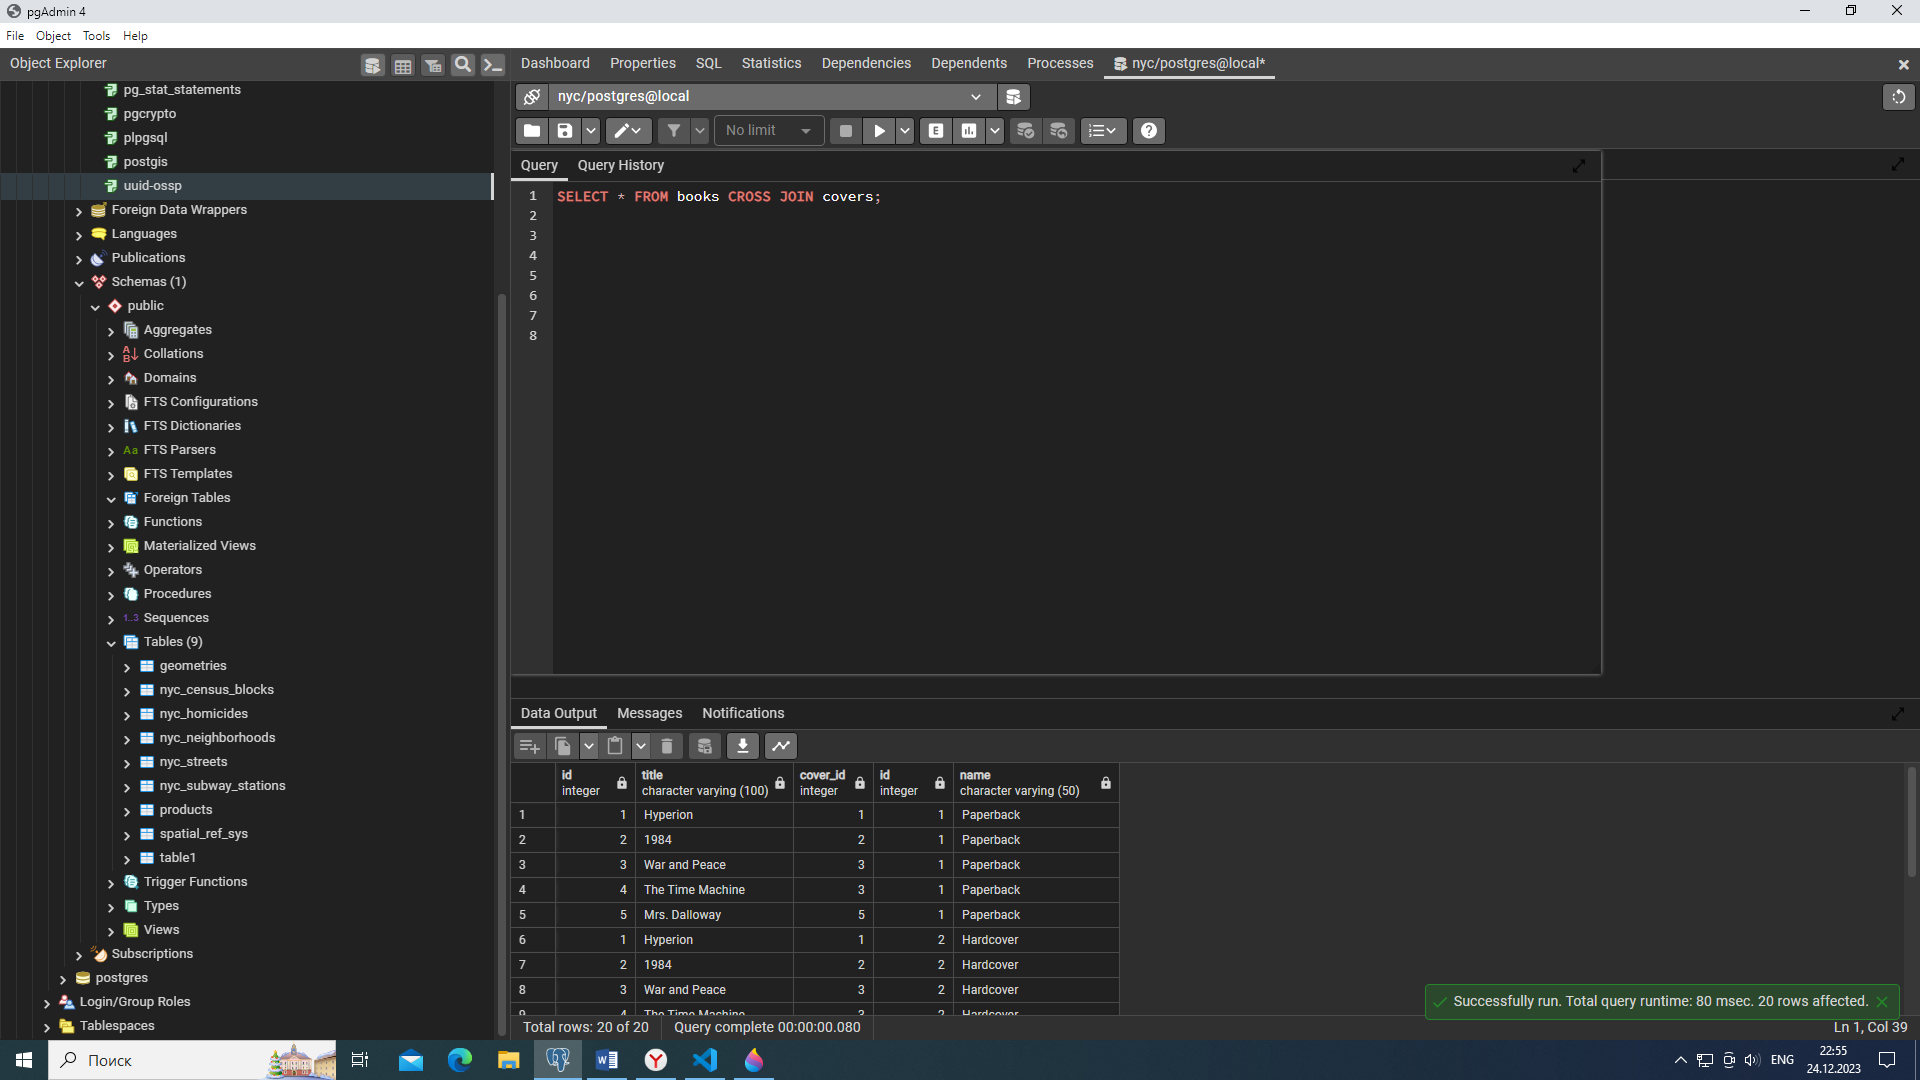 pgAdmin 4
File Object Tools Help
Object Explorer
Dashboard Properties SQL Statistics Dependencies Dependents Processes nyc/postgres@local*
pg_stat_statements
pgcrypto
plpgsql
postgis
uuid-ossp
Foreign Data Wrappers
Languages
Publications
Schemas (1)
public
Aggregates
Collations
Domains
FTS Configurations
FTS Dictionaries
Aa FTS Parsers
FTS Templates
Foreign Tables
Functions
Materialized Views
Operators
Procedures
1..3 Sequences
Tables (9)
geometries
nyc_census_blocks
nyc_homicides
nyc_neighborhoods
nyc_streets
nyc_subway_stations
products
spatial_ref_sys
table1
Trigger Functions
Types
Views
Subscriptions
postgres
Login/Group Roles
Tablespaces
nyc/postgres@local
No limit
E
Query Query History
1 SELECT * FROM books CROSS JOIN covers;
2
3
4
5
6
7
8
Data Output Messages Notifications
id title cover_id id name
integer character varying (100) integer integer character varying (50)
1 1 Hyperion 1 1 Paperback
2 2 1984 2 1 Paperback
3 3 War and Peace 3 1 Paperback
4 4 The Time Machine 3 1 Paperback
5 5 Mrs. Dalloway 5 1 Paperback
6 1 Hyperion 1 2 Hardcover
7 2 1984 2 2 Hardcover
8 3 War and Peace 3 2 Hardcover
9 4 The Time Machine 3 2 Hardcover
Successfully run. Total query runtime: 80 msec. 20 rows affected.
Total rows: 20 of 20 Query complete 00:00:00.080 Ln 1, Col 39
Поиск
ENG
22:55
24.12.2023